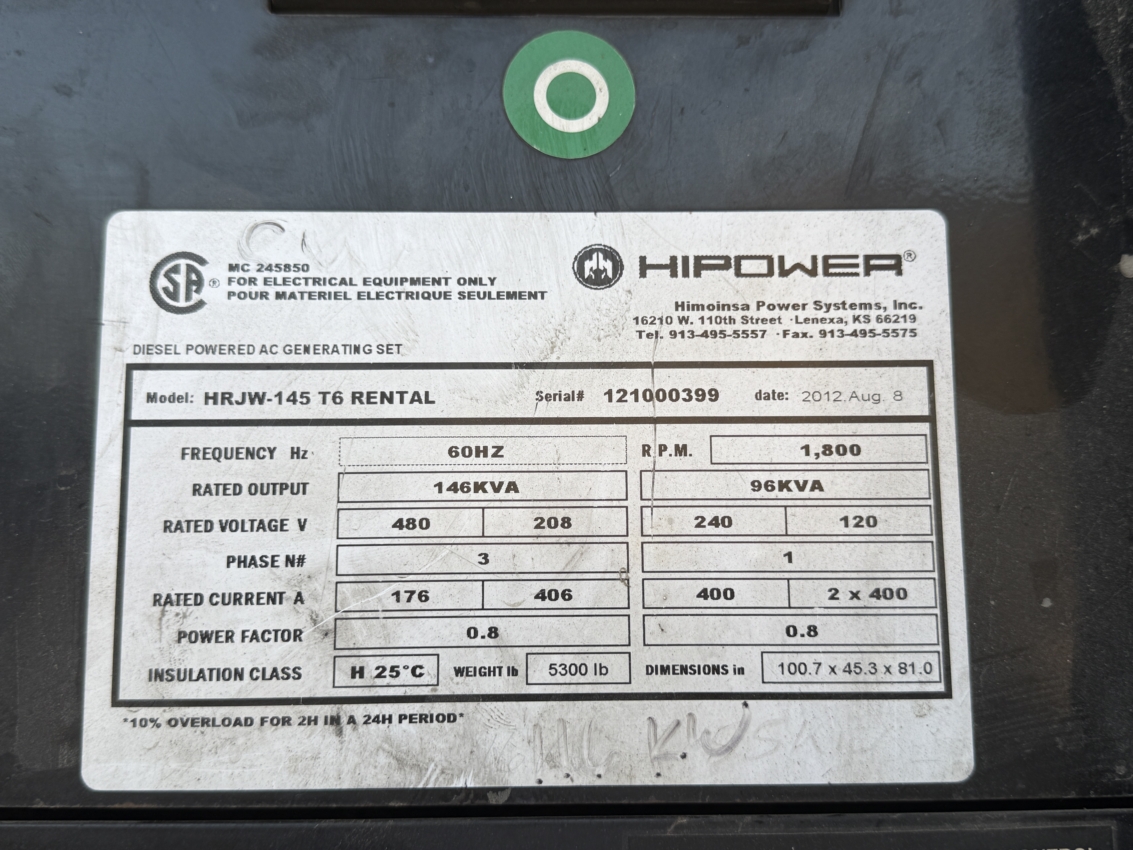 MC 245850
FOR ELECTRICAL EQUIPMENT ONLY
POUR MATERIEL ELECTRIQUE SEULEMENT
HIPOWER®
Himoinsa Power Systems, Inc.
16210 W. 110th Street ·Lenexa, KS 66219
Tel. 913-495-5557 ·Fax. 913-495-5575
DIESEL POWERED AC GENERATING SET
Model: HRJW-145 T6 RENTAL Serial# 121000399 date: 2012.Aug. 8
FREQUENCY Hz 60HZ R.P.M. 1,800
RATED OUTPUT 146KVA 96KVA
RATED VOLTAGE V 480 208 240 120
PHASE N# 3 1
RATED CURRENT A 176 406 400 2 x 400
POWER FACTOR 0.8 0.8
INSULATION CLASS H 25°C WEIGHT lb 5300 lb DIMENSIONS in 100.7 x 45.3 x 81.0
*10% OVERLOAD FOR 2H IN A 24H PERIOD*
KW